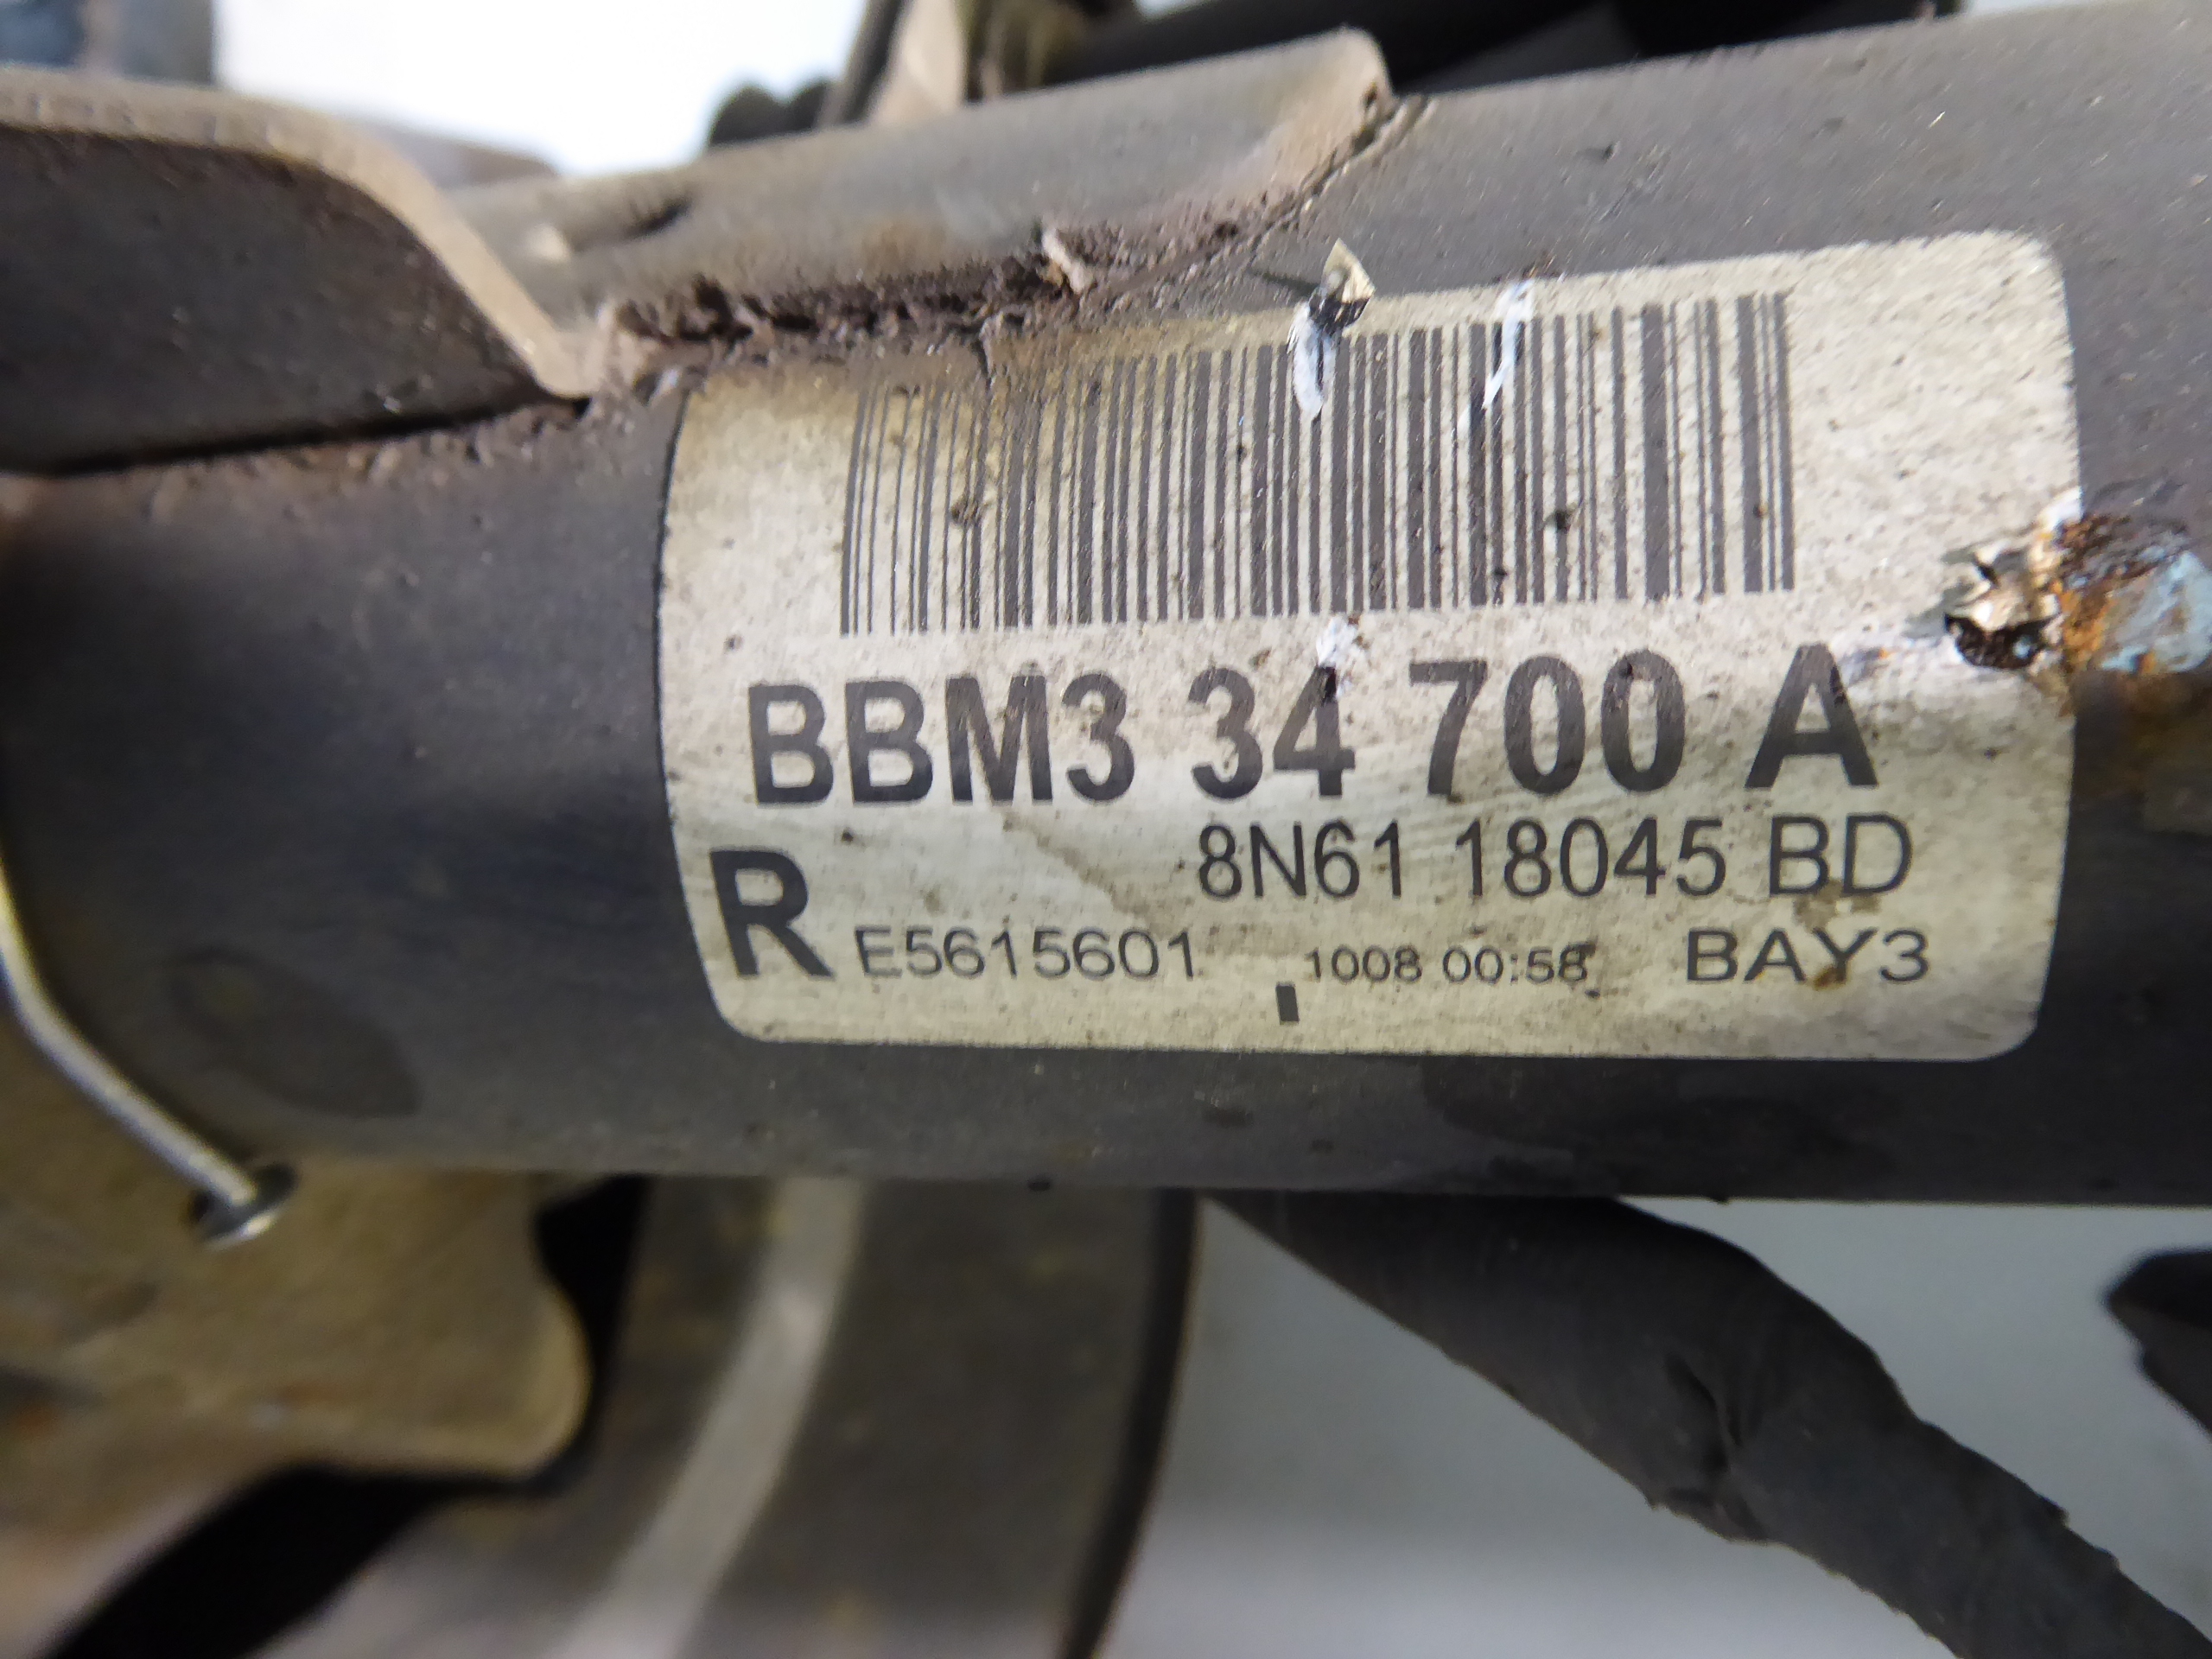 BBM3 34 700 A
8N61 18045 BD
R E5615601 1008 00:58 BAY3